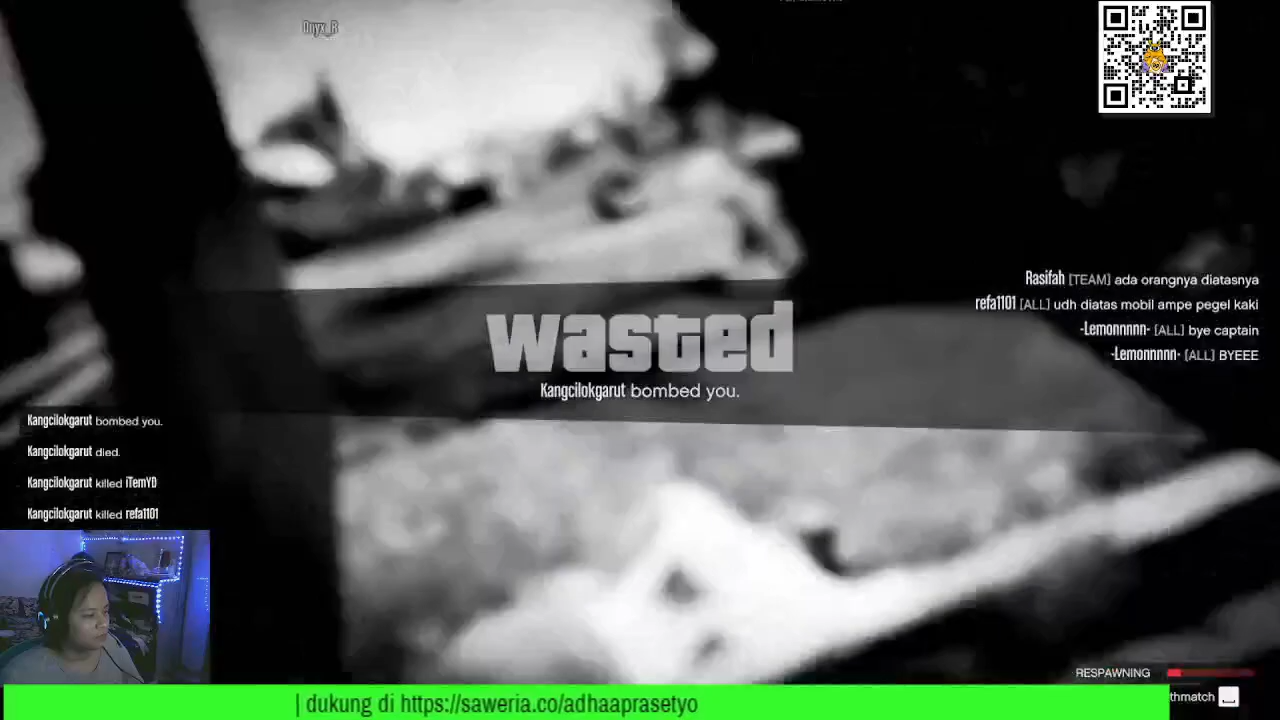 Onyx_R
Rasifah [TEAM] ada orangnya diatasnya
refa1101 [ALL] udh diatas mobil ampe pegel kaki
-Lemonnnnn- [ALL] bye captain
-Lemonnnnn- [ALL] BYEEE
wasted
Kangcilokgarut bombed you.
Kangcilokgarut bombed you.
Kangcilokgarut died.
Kangcilokgarut killed iTemYD
Kangcilokgarut killed refa1101
RESPAWNING
thmatch
| dukung di https://saweria.co/adhaaprasetyo